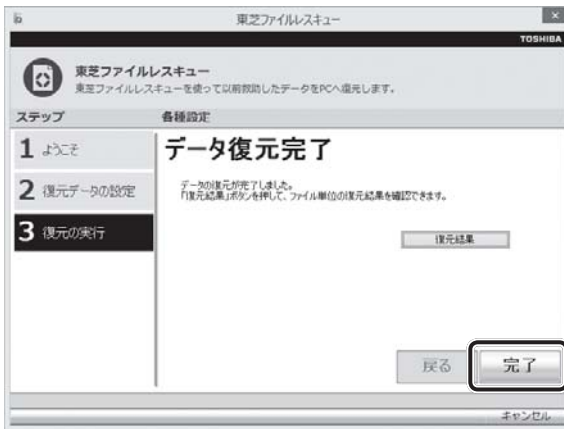 東芝ファイルレスキュー
TOSHIBA
東芝ファイルレスキュー
東芝ファイルレスキューを使って以前救助したデータをPCへ復元します。
ステップ
各種設定
1 ようこそ
2 復元データの設定
3 復元の実行
データ復元完了
データの復元が完了しました。
「復元結果」ボタンを押して、ファイル単位の復元結果を確認できます。
復元結果
戻る
完了
キャンセル